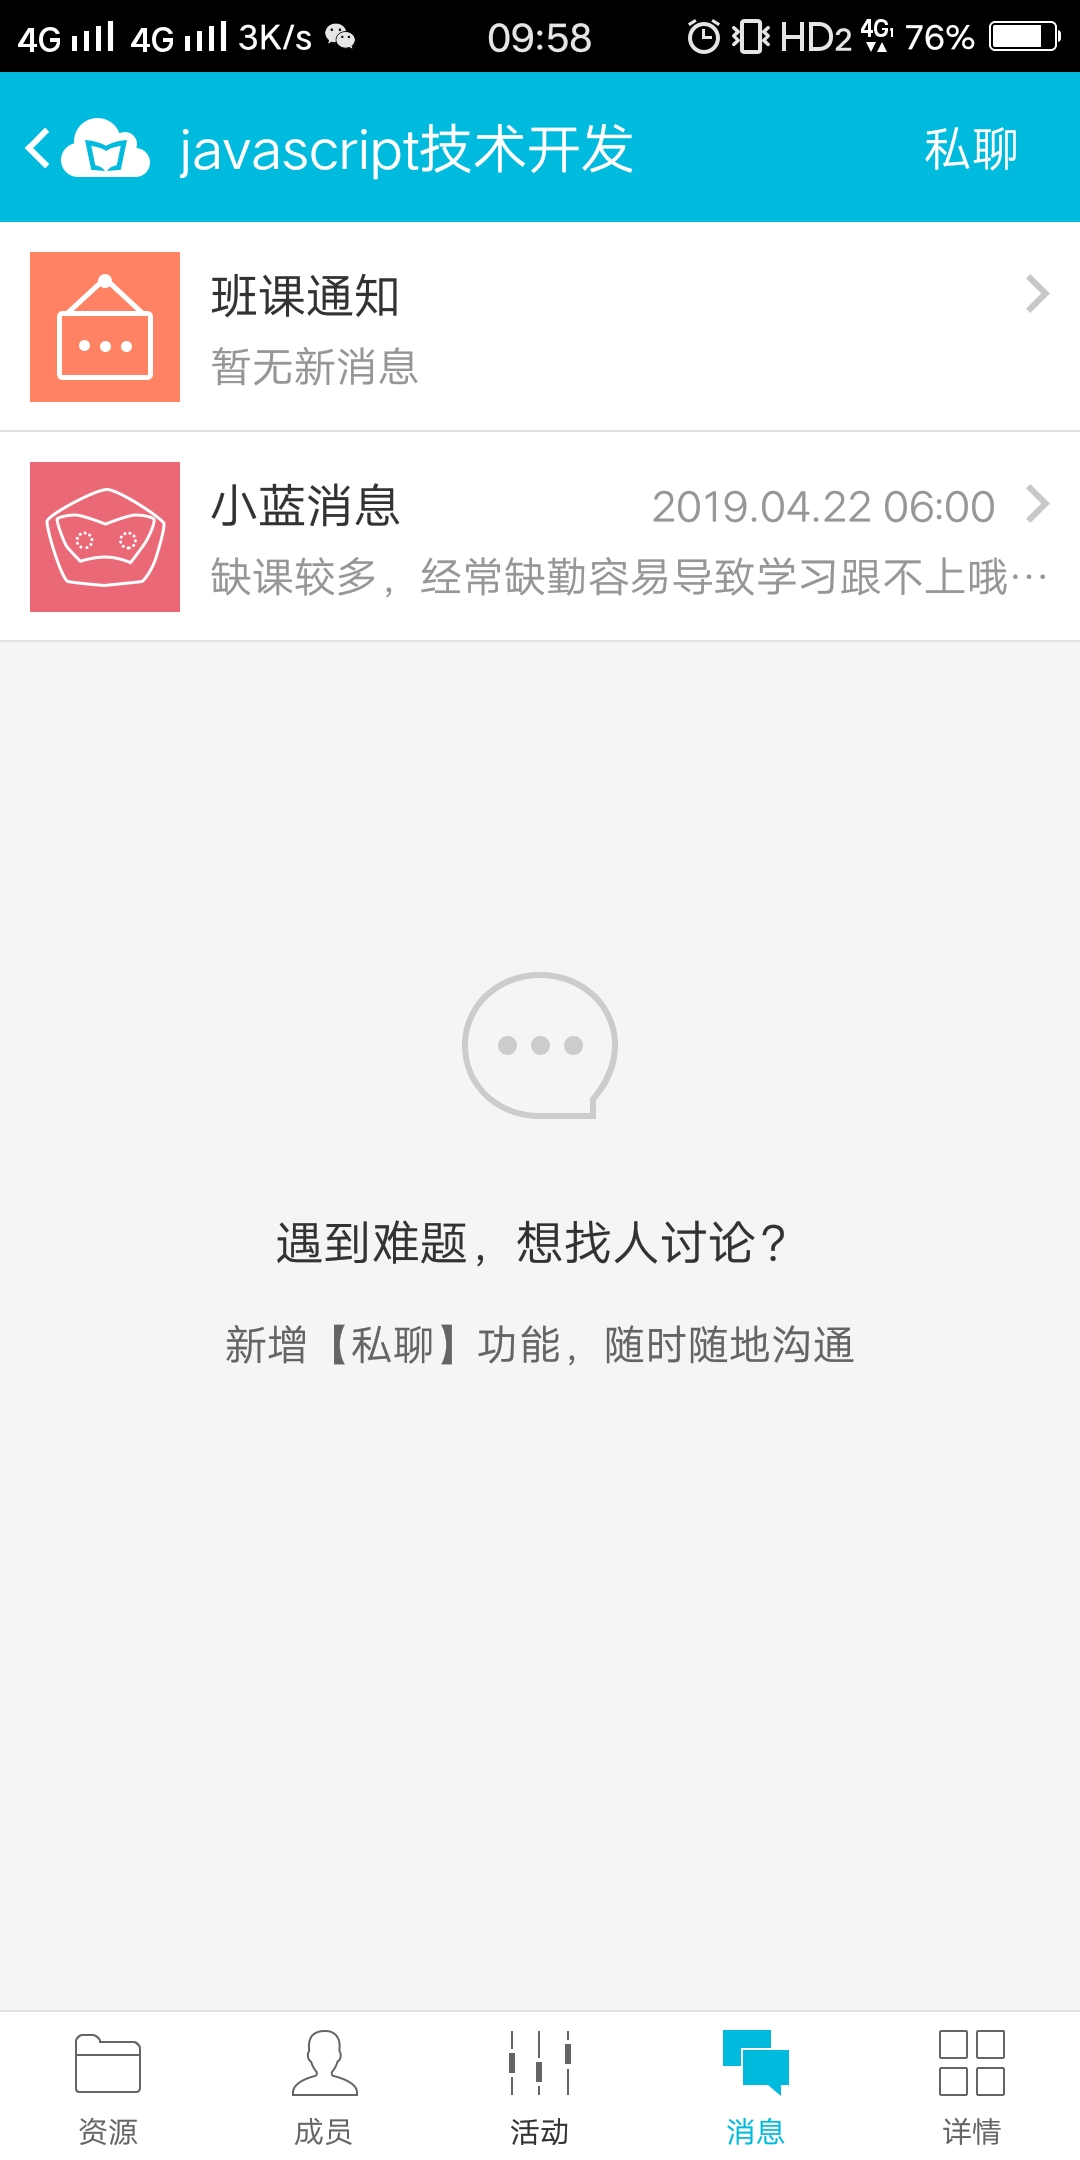 4G 4G 3K/s 09:58 HD2 4G1 76%
javascript技术开发 私聊
班课通知
暂无新消息
小蓝消息 2019.04.22 06:00
缺课较多，经常缺勤容易导致学习跟不上哦…
遇到难题，想找人讨论？
新增【私聊】功能，随时随地沟通
资源 成员 活动 消息 详情